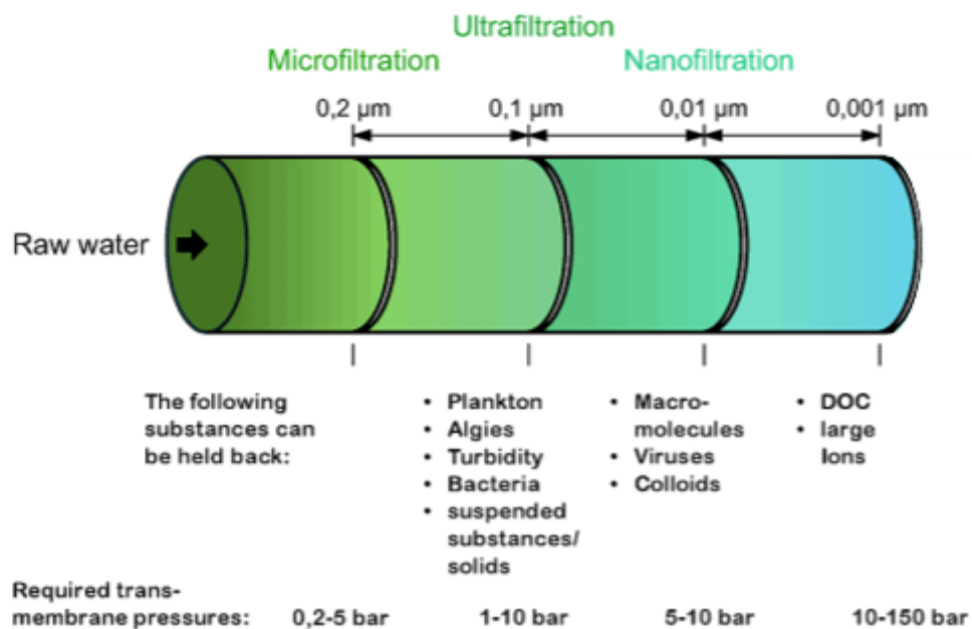 Ultrafiltration
Microfiltration Nanofiltration
0,2 µm 0,1 µm 0,01 µm 0,001 µm
Raw water
The following
substances can
be held back:
• Plankton
• Algies
• Turbidity
• Bacteria
• suspended
substances/
solids
• Macro-
molecules
• Viruses
• Colloids
• DOC
• large
Ions
Required trans-
membrane pressures: 0,2-5 bar 1-10 bar 5-10 bar 10-150 bar